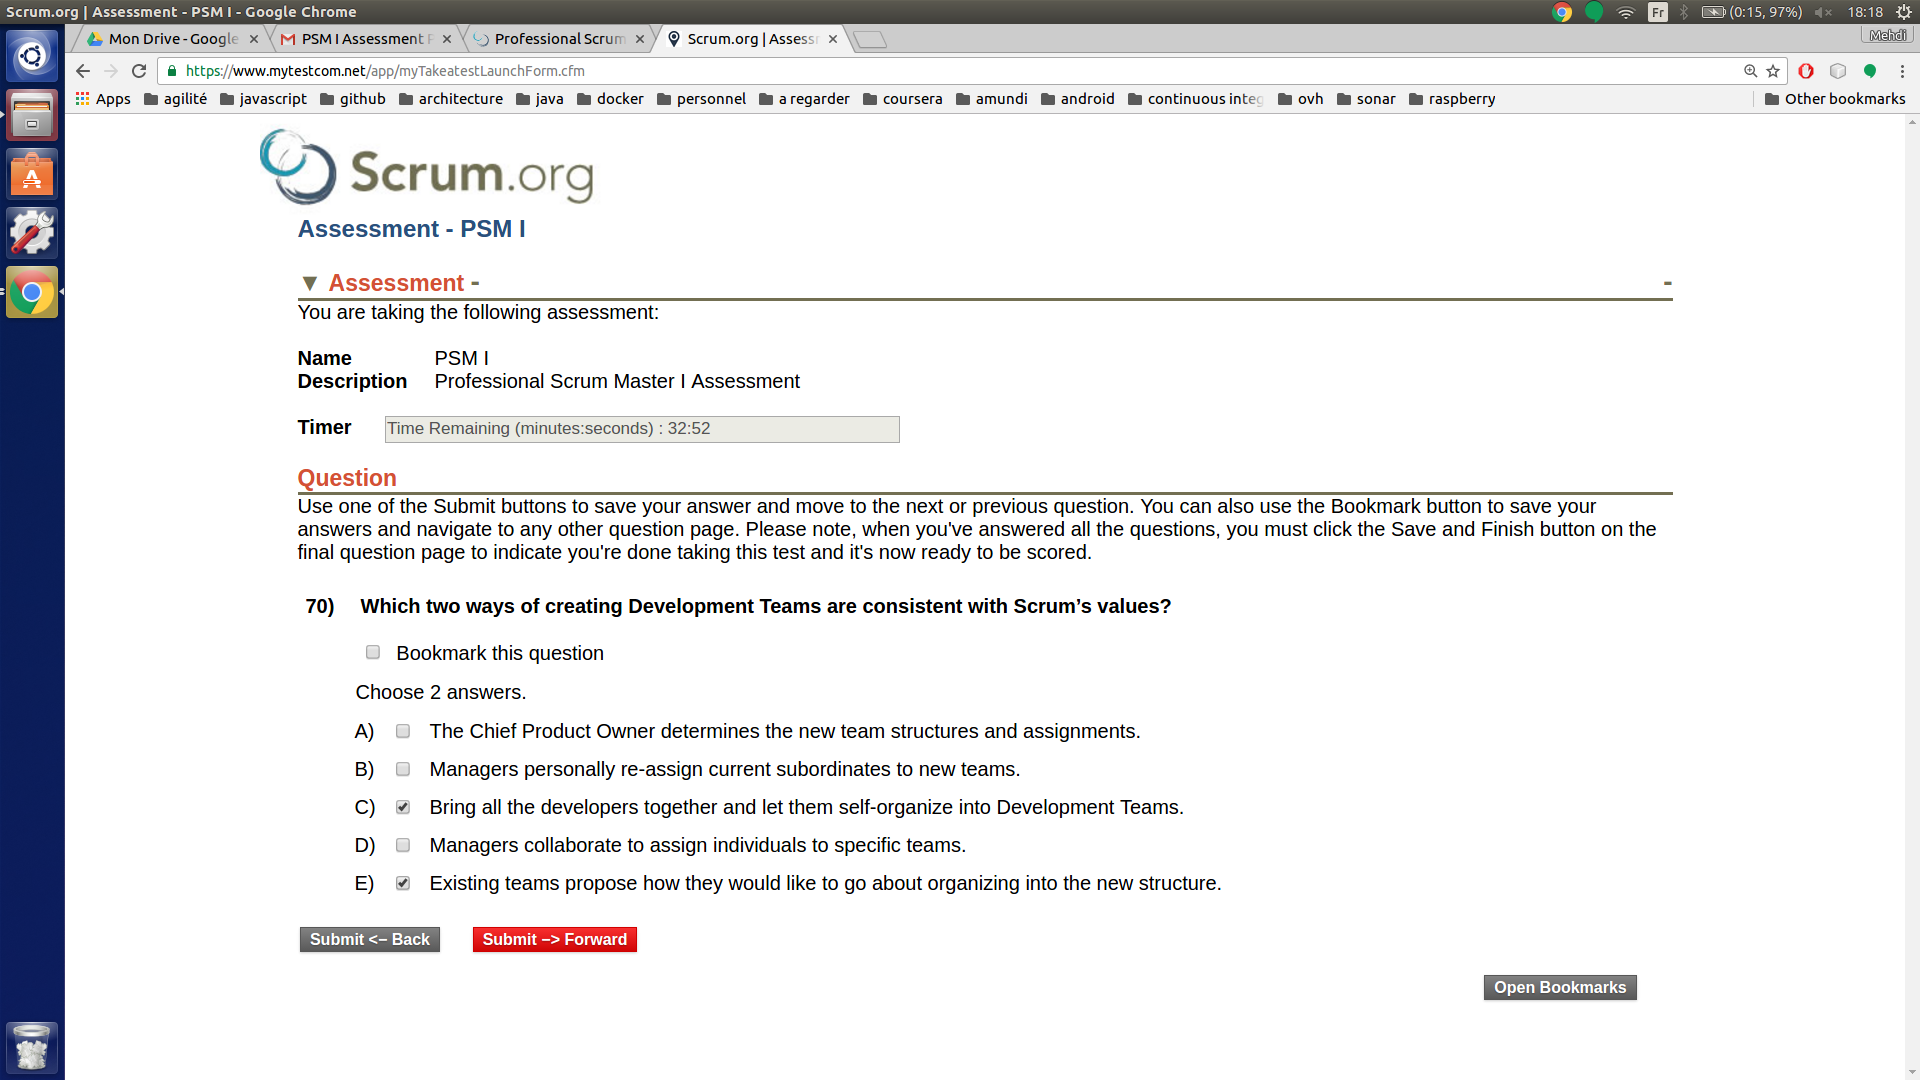 Scrum.org | Assessment - PSM I - Google Chrome
Fr (0:15, 97%) 18:18
Mon Drive - Google
PSM I Assessment
Professional Scrum
Scrum.org | Assess
Mehdi
https://www.mytestcom.net/app/myTakeatestLaunchForm.cfm
Apps agilité javascript github architecture java docker personnel a regarder coursera amundi android continuous integ ovh sonar raspberry Other bookmarks
Scrum.org
Assessment - PSM I
▼ Assessment - -
You are taking the following assessment:
Name PSM I
Description Professional Scrum Master I Assessment
Timer Time Remaining (minutes:seconds) : 32:52
Question
Use one of the Submit buttons to save your answer and move to the next or previous question. You can also use the Bookmark button to save your
answers and navigate to any other question page. Please note, when you've answered all the questions, you must click the Save and Finish button on the
final question page to indicate you're done taking this test and it's now ready to be scored.
70) Which two ways of creating Development Teams are consistent with Scrum’s values?
Bookmark this question
Choose 2 answers.
A) The Chief Product Owner determines the new team structures and assignments.
B) Managers personally re-assign current subordinates to new teams.
C) Bring all the developers together and let them self-organize into Development Teams.
D) Managers collaborate to assign individuals to specific teams.
E) Existing teams propose how they would like to go about organizing into the new structure.
Submit <– Back Submit –> Forward
Open Bookmarks